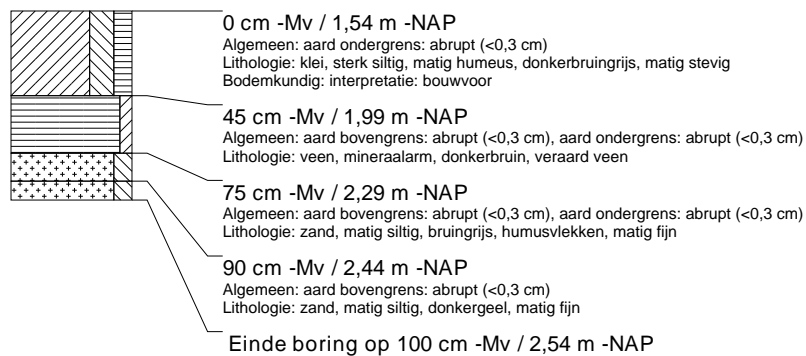 0 cm -Mv / 1,54 m -NAP
Algemeen: aard ondergrens: abrupt (<0,3 cm)
Lithologie: klei, sterk siltig, matig humeus, donkerbruingrijs, matig stevig
Bodemkundig: interpretatie: bouwvoor
45 cm -Mv / 1,99 m -NAP
Algemeen: aard bovengrens: abrupt (<0,3 cm), aard ondergrens: abrupt (<0,3 cm)
Lithologie: veen, mineraalarm, donkerbruin, veraard veen
75 cm -Mv / 2,29 m -NAP
Algemeen: aard bovengrens: abrupt (<0,3 cm), aard ondergrens: abrupt (<0,3 cm)
Lithologie: zand, matig siltig, bruingrijs, humusvlekken, matig fijn
90 cm -Mv / 2,44 m -NAP
Algemeen: aard bovengrens: abrupt (<0,3 cm)
Lithologie: zand, matig siltig, donkergeel, matig fijn
Einde boring op 100 cm -Mv / 2,54 m -NAP